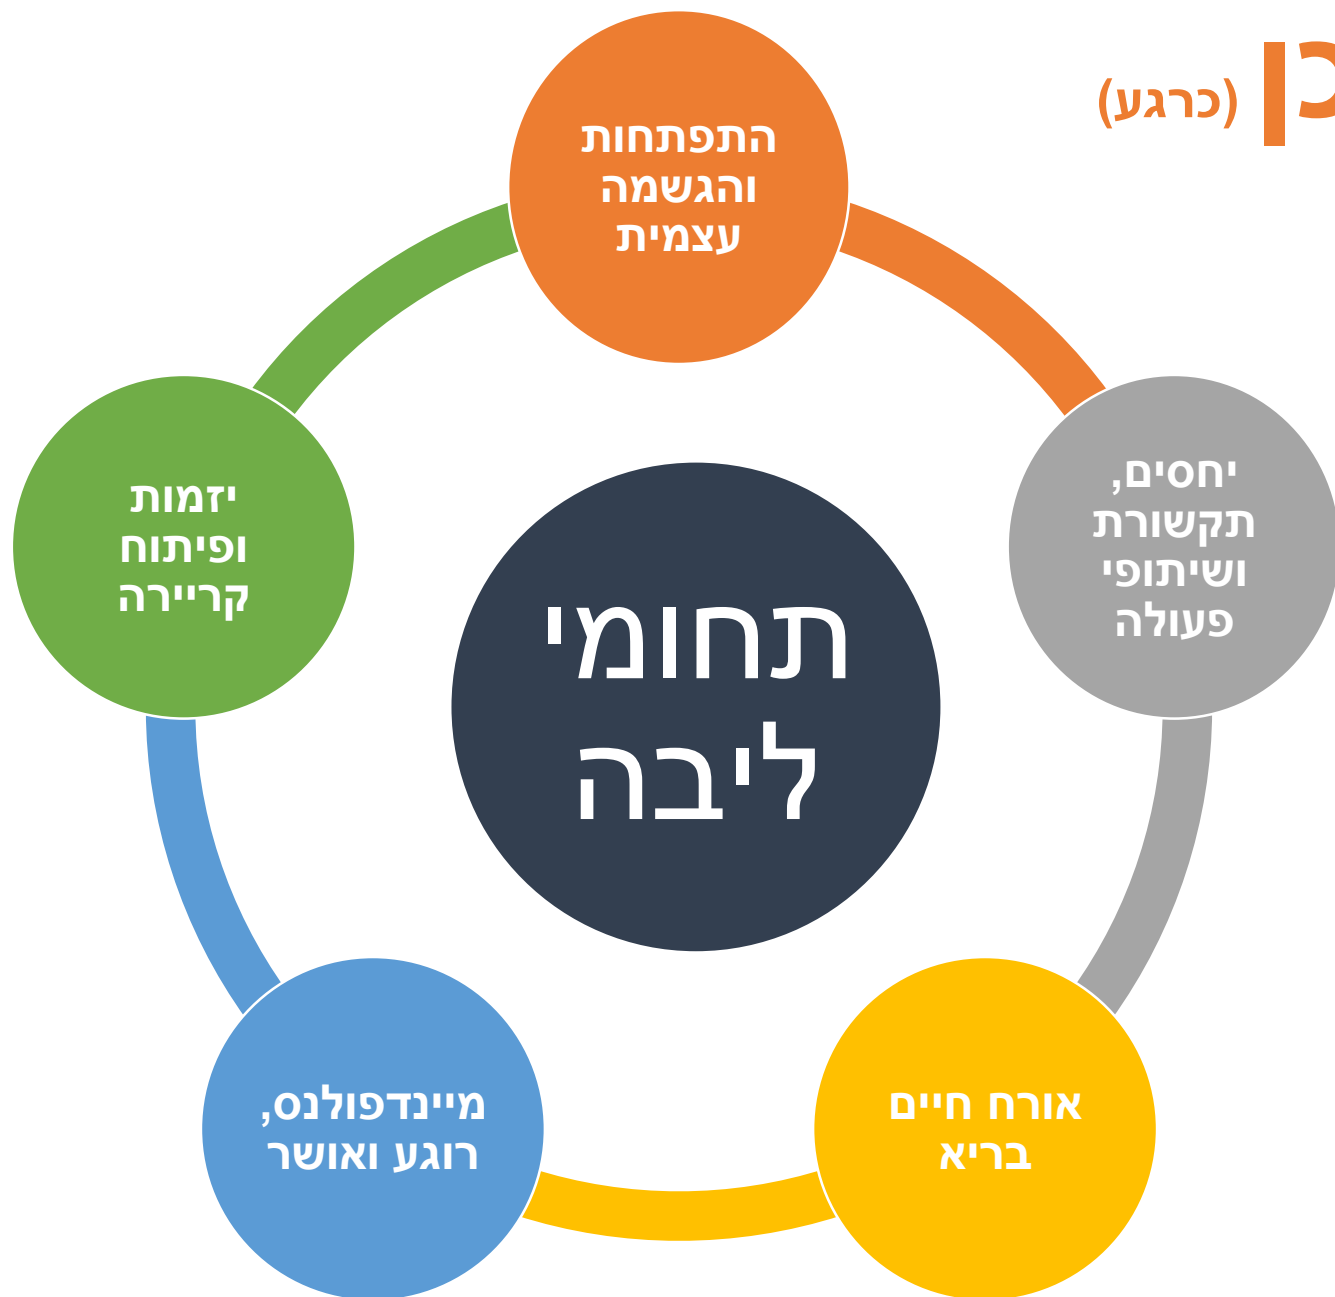 (כרגע)
התפתחות
והגשמה
עצמית
יחסים,
תקשורת
ושיתופי
פעולה
אורח חיים
בריא
מיינדפולנס,
רוגע ואושר
יזמות
ופיתוח
קריירה
תחומי
ליבה